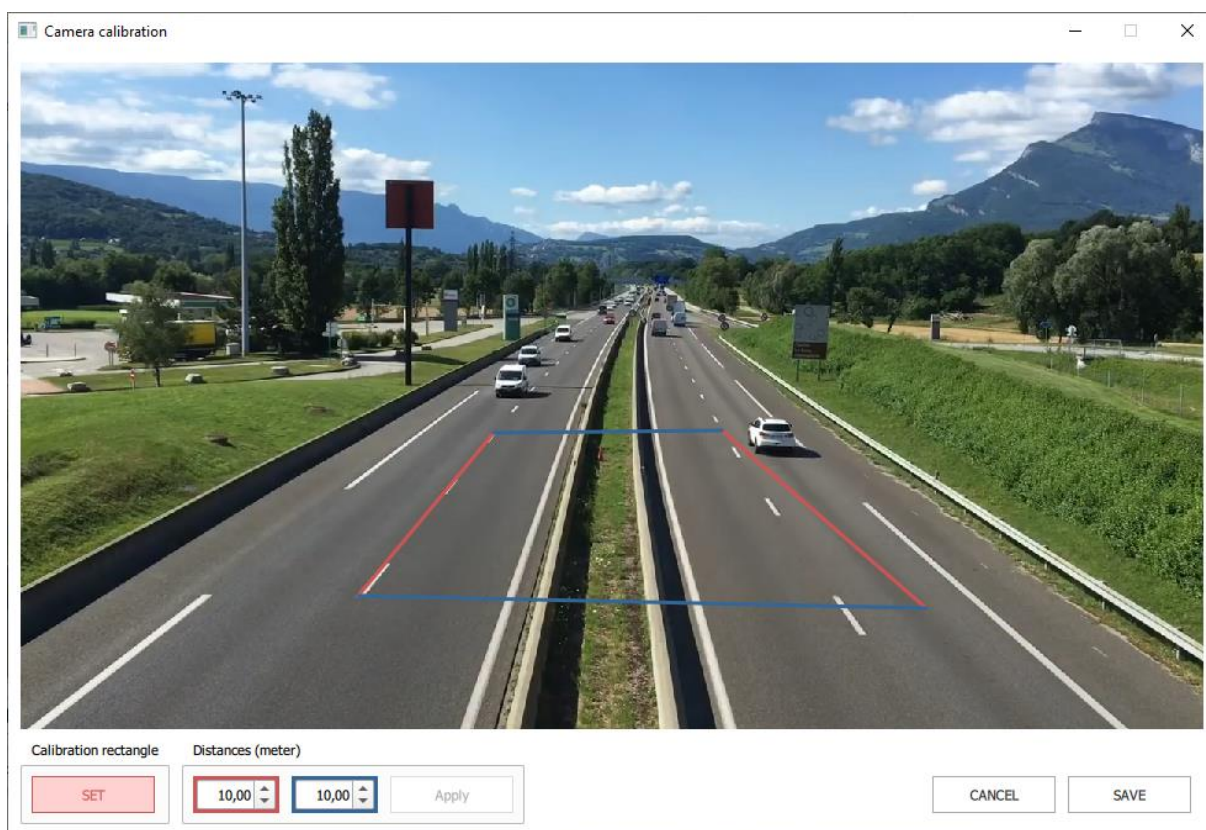 Camera calibration
Calibration rectangle
Distances (meter)
SET
10,00
10,00
Apply
CANCEL
SAVE